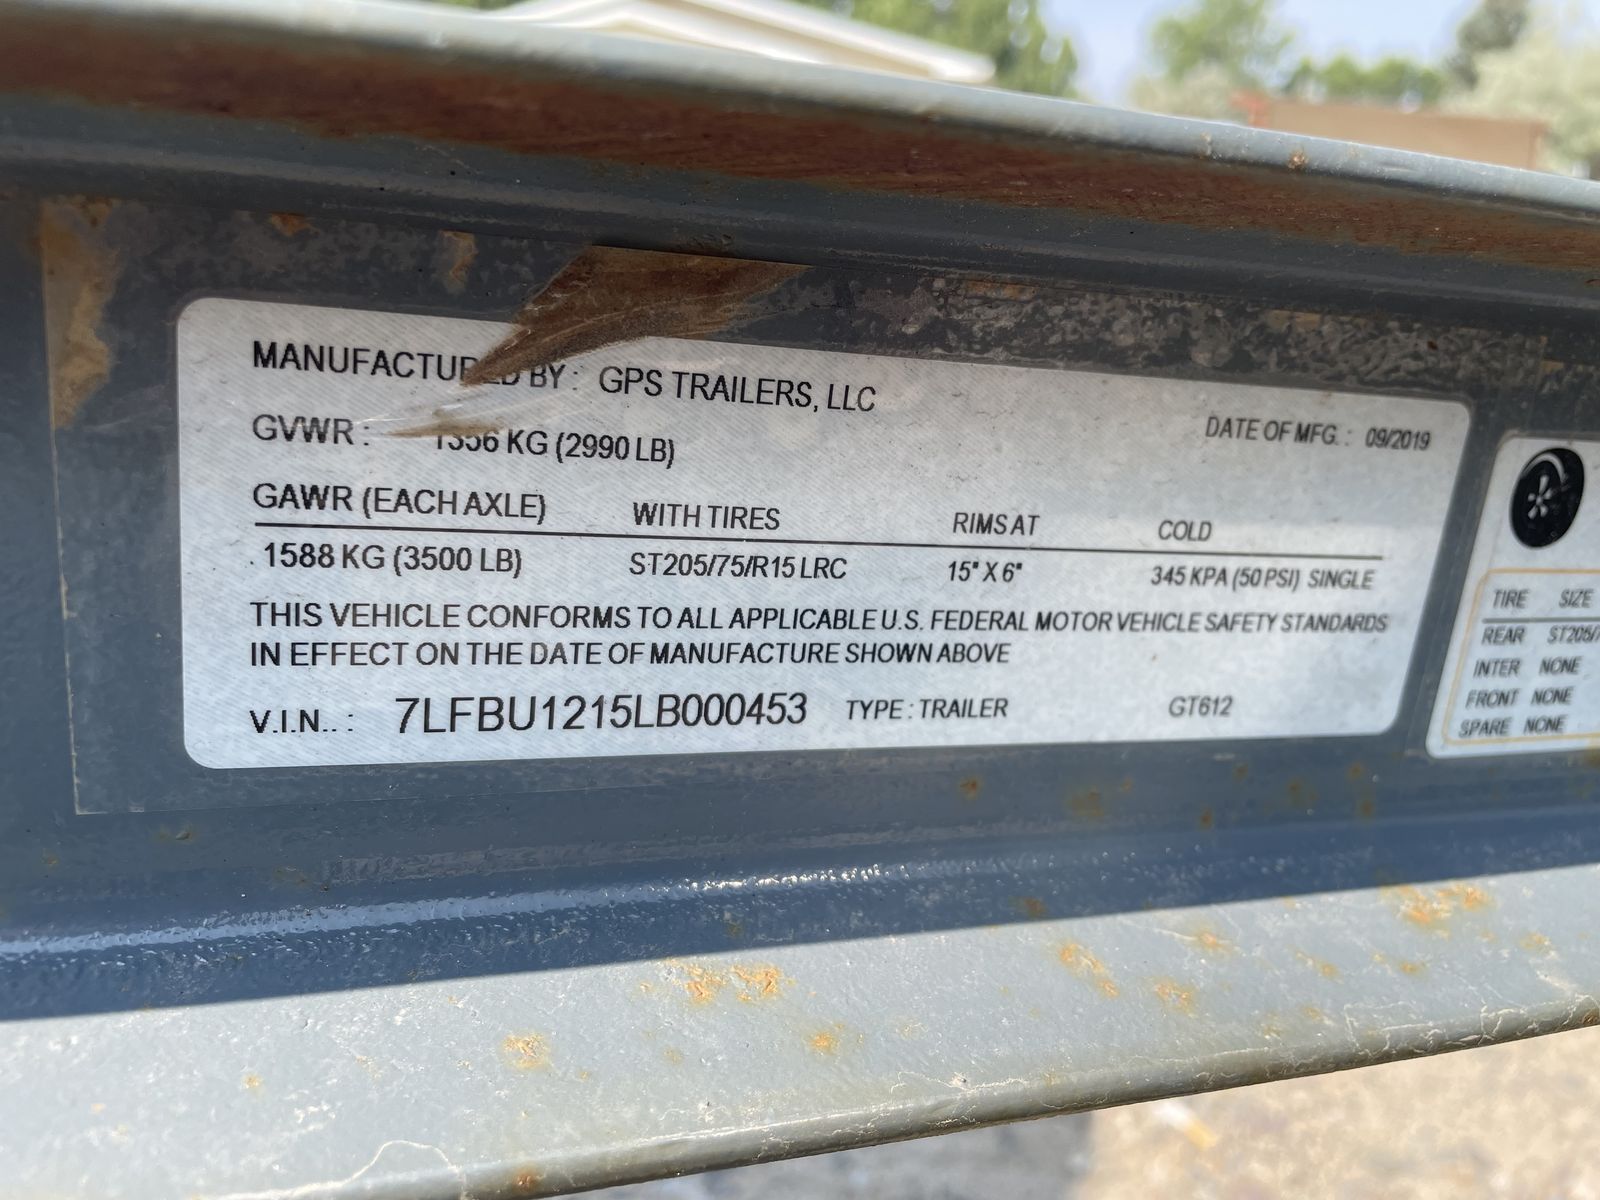 MANUFACTURED BY : GPS TRAILERS, LLC
GVWR : 1356 KG (2990 LB)
DATE OF MFG. : 09/2019
GAWR (EACH AXLE) WITH TIRES RIMS AT COLD
1588 KG (3500 LB) ST205/75/R15 LRC 15" X 6" 345 KPA (50 PSI) SINGLE
THIS VEHICLE CONFORMS TO ALL APPLICABLE U.S. FEDERAL MOTOR VEHICLE SAFETY STANDARDS
IN EFFECT ON THE DATE OF MANUFACTURE SHOWN ABOVE
V.I.N.. : 7LFBU1215LB000453 TYPE : TRAILER GT612
TIRE SIZE
REAR ST205/7
INTER NONE
FRONT NONE
SPARE NONE